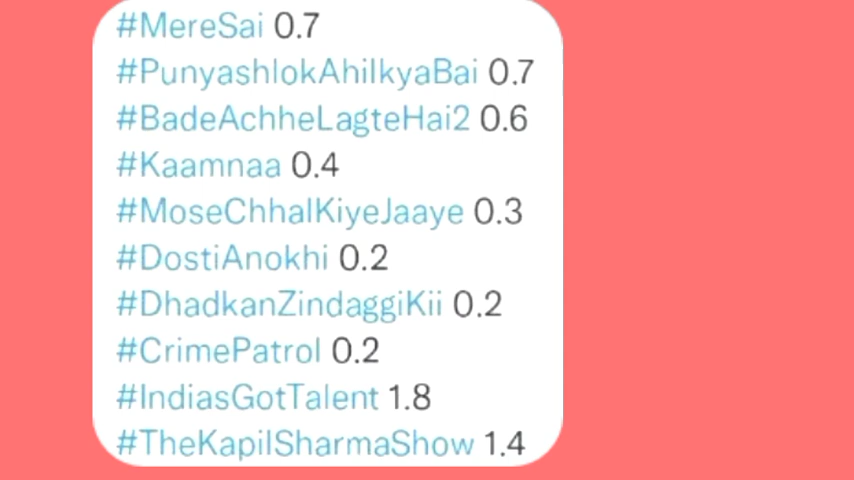 #MereSai 0.7
#PunyashlokAhilkyaBai 0.7
#BadeAchheLagteHai2 0.6
#Kaamnaa 0.4
#MoseChhalKiyeJaaye 0.3
#DostiAnokhi 0.2
#DhadkanZindaggiKii 0.2
#CrimePatrol 0.2
#IndiasGotTalent 1.8
#TheKapilSharmaShow 1.4